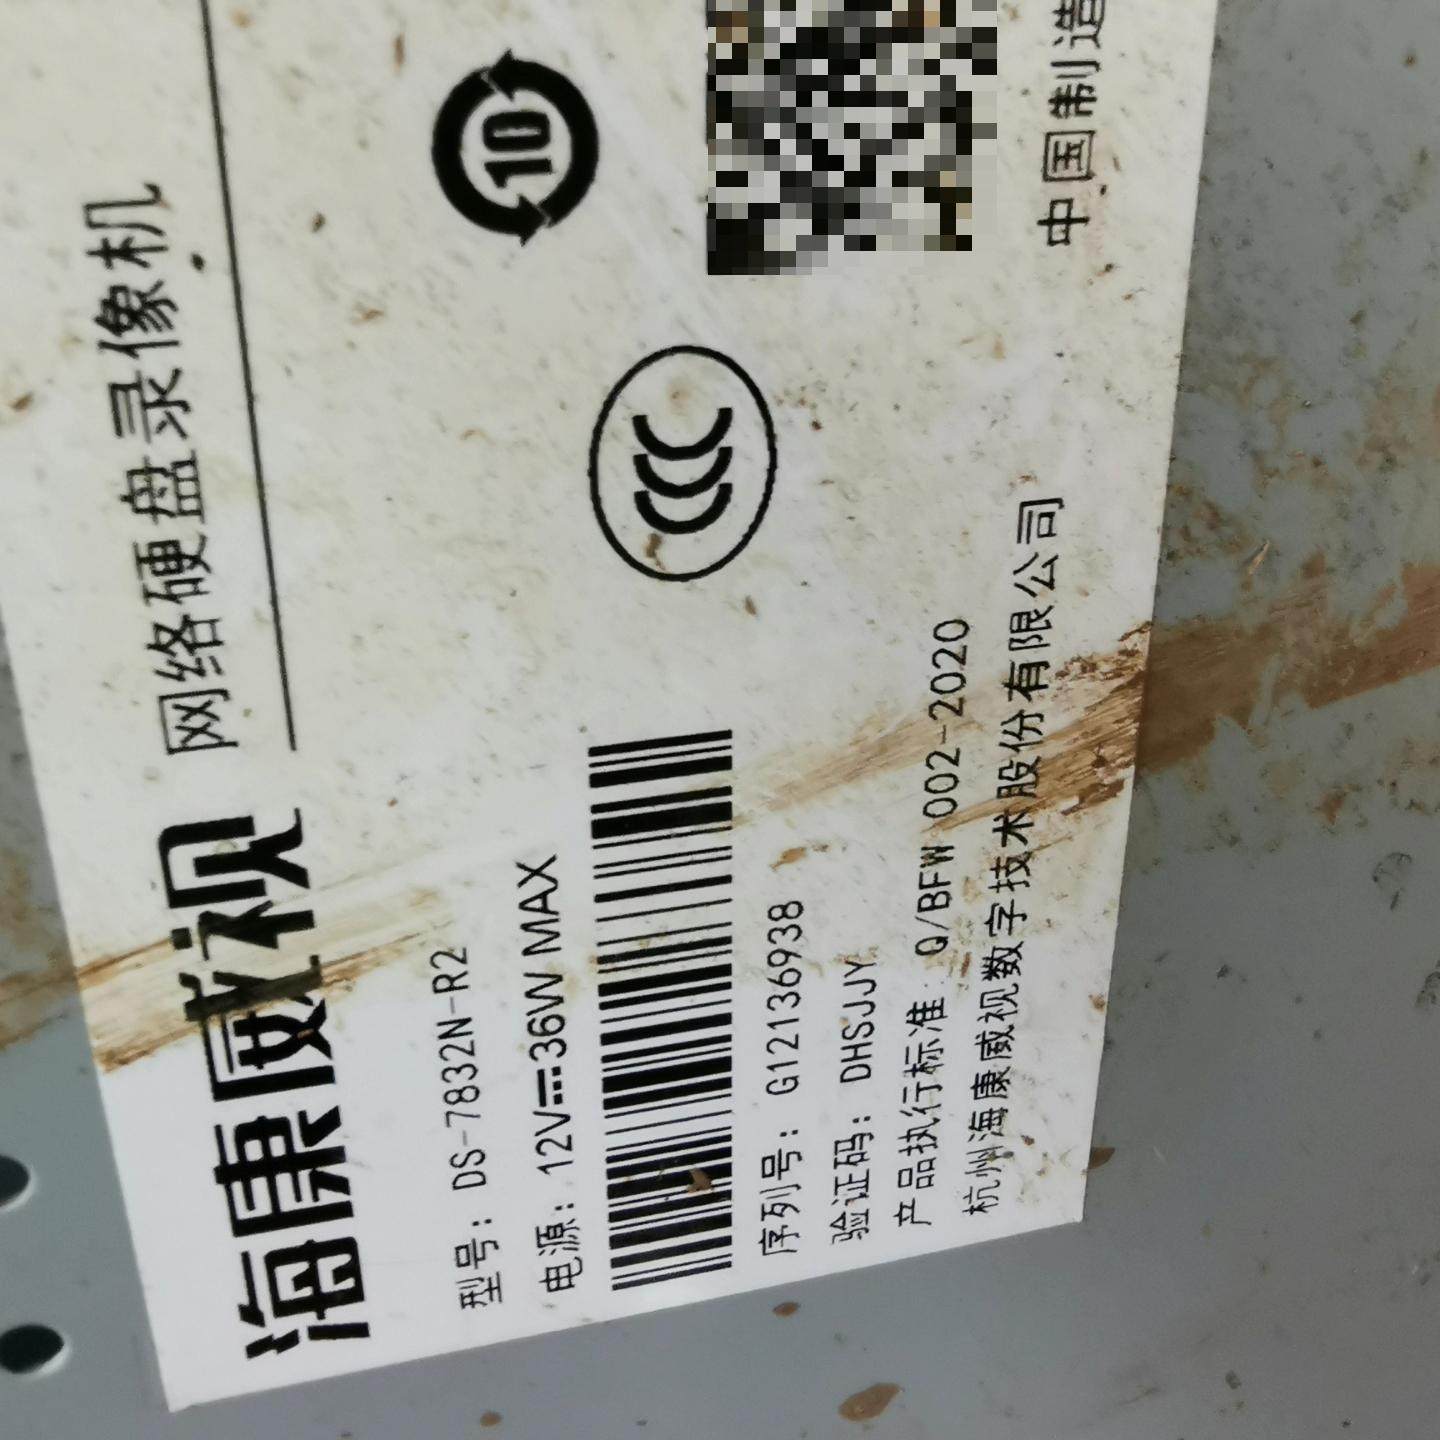 海康威视 网络硬盘录像机
型号: DS-7832N-R2
电源: 12V⎓36W MAX
10
CCC
序列号: G12136938
验证码: DHSJJY
产品执行标准: Q/BFW 002-2020
杭州海康威视数字技术股份有限公司
中国制造